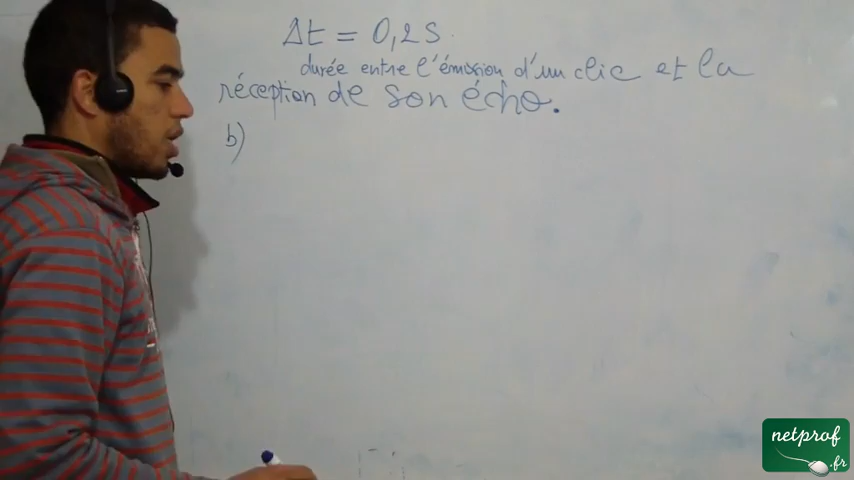 Δt = 0,2 s.
durée entre l'émission d'un clic et la
réception de son écho.
b)
netprof
.fr